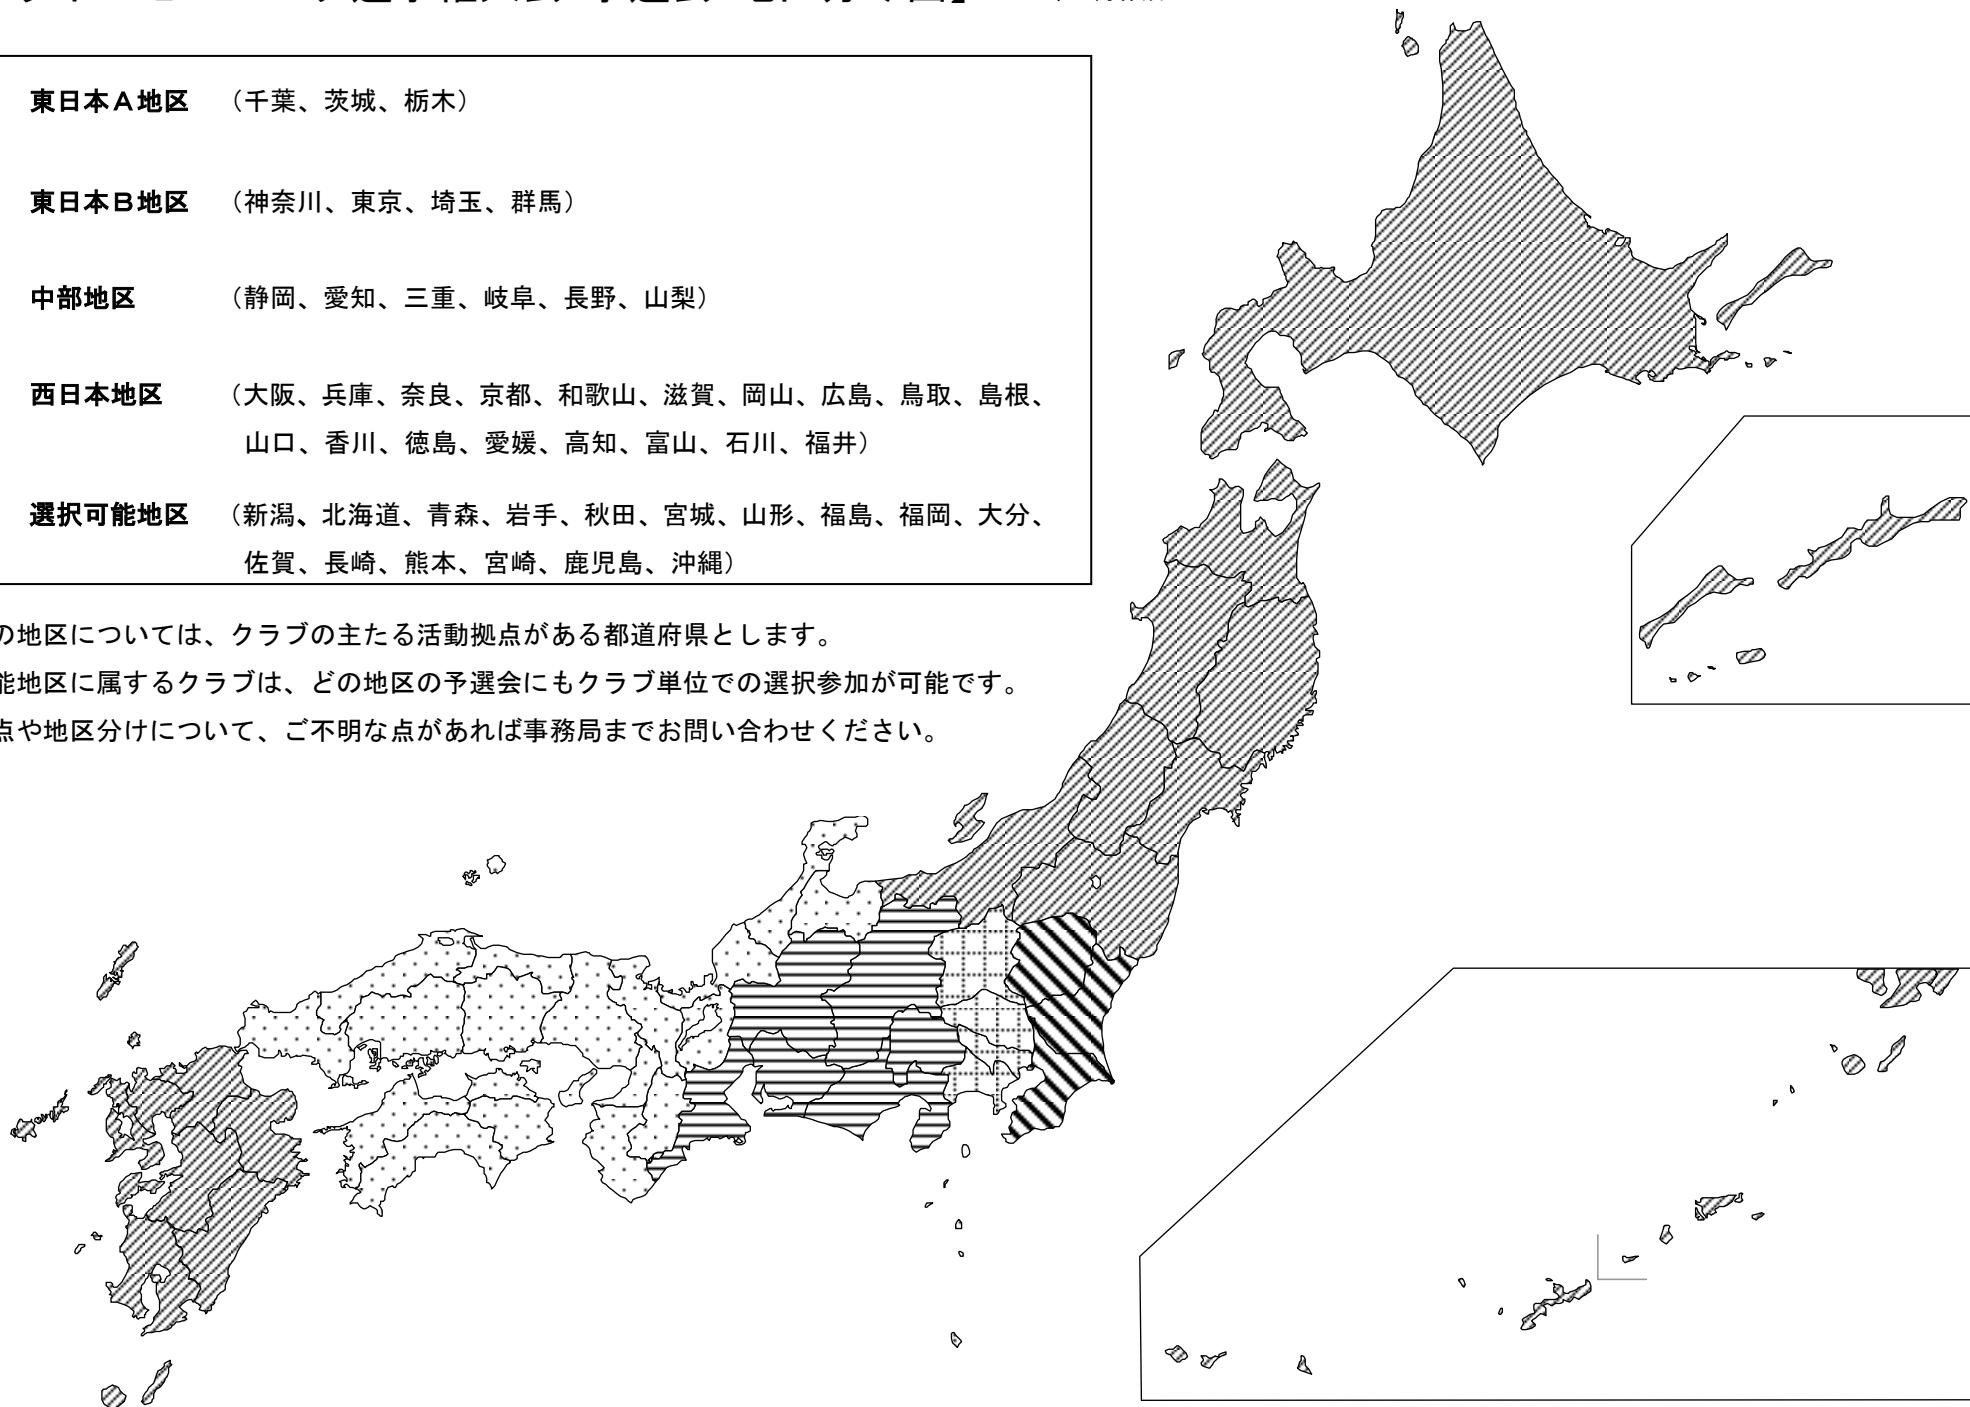 東日本A地区 （千葉、茨城、栃木）
東日本B地区 （神奈川、東京、埼玉、群馬）
中部地区 （静岡、愛知、三重、岐阜、長野、山梨）
西日本地区 （大阪、兵庫、奈良、京都、和歌山、滋賀、岡山、広島、鳥取、島根、
山口、香川、徳島、愛媛、高知、富山、石川、福井）
選択可能地区 （新潟、北海道、青森、岩手、秋田、宮城、山形、福島、福岡、大分、
佐賀、長崎、熊本、宮崎、鹿児島、沖縄）
の地区については、クラブの主たる活動拠点がある都道府県とします。
能地区に属するクラブは、どの地区の予選会にもクラブ単位での選択参加が可能です。
点や地区分けについて、ご不明な点があれば事務局までお問い合わせください。